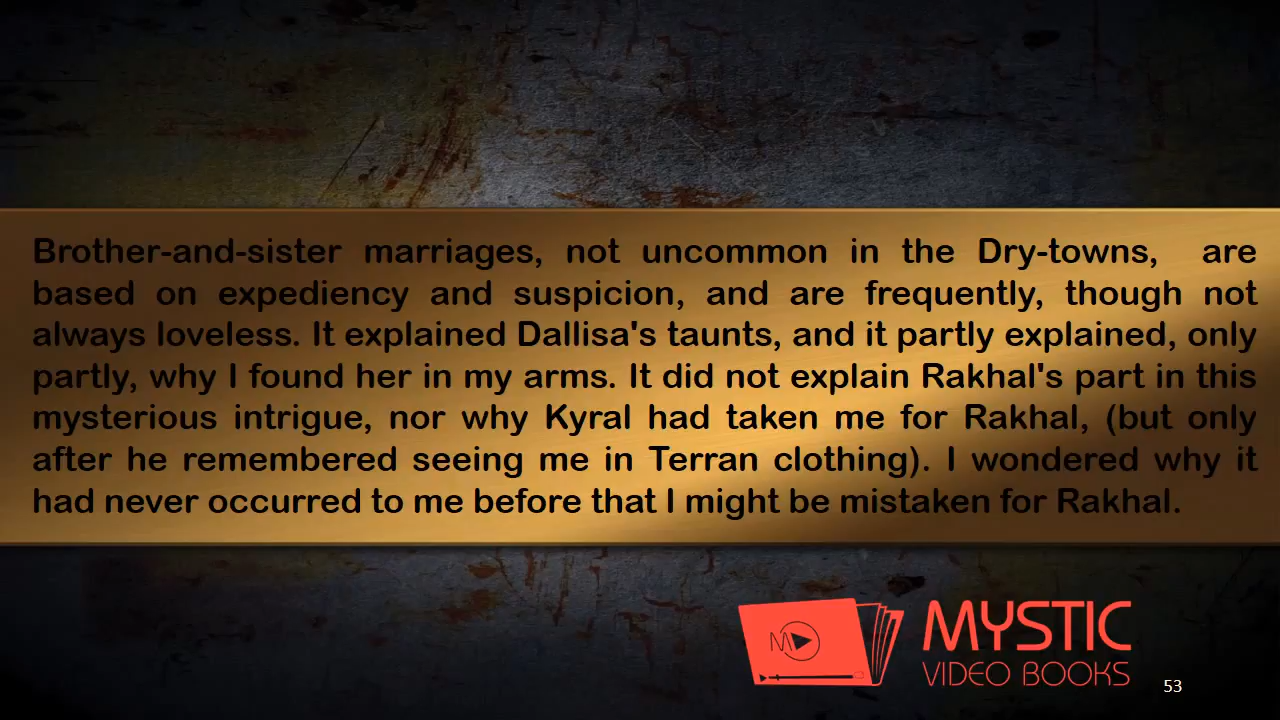 Brother-and-sister marriages, not uncommon in the Dry-towns, are
based on expediency and suspicion, and are frequently, though not
always loveless. It explained Dallisa's taunts, and it partly explained, only
partly, why I found her in my arms. It did not explain Rakhal's part in this
mysterious intrigue, nor why Kyral had taken me for Rakhal, (but only
after he remembered seeing me in Terran clothing). I wondered why it
had never occurred to me before that I might be mistaken for Rakhal.
M
MYSTIC
VIDEO BOOKS
53